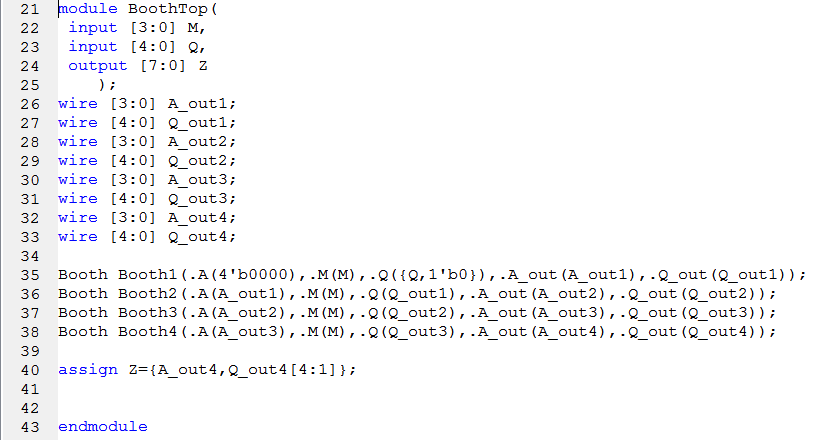 21 module BoothTop(
22 input [3:0] M,
23 input [4:0] Q,
24 output [7:0] Z
25 );
26 wire [3:0] A_out1;
27 wire [4:0] Q_out1;
28 wire [3:0] A_out2;
29 wire [4:0] Q_out2;
30 wire [3:0] A_out3;
31 wire [4:0] Q_out3;
32 wire [3:0] A_out4;
33 wire [4:0] Q_out4;
34
35 Booth Booth1(.A(4'b0000),.M(M),.Q({Q,1'b0}),.A_out(A_out1),.Q_out(Q_out1));
36 Booth Booth2(.A(A_out1),.M(M),.Q(Q_out1),.A_out(A_out2),.Q_out(Q_out2));
37 Booth Booth3(.A(A_out2),.M(M),.Q(Q_out2),.A_out(A_out3),.Q_out(Q_out3));
38 Booth Booth4(.A(A_out3),.M(M),.Q(Q_out3),.A_out(A_out4),.Q_out(Q_out4));
39
40 assign Z={A_out4,Q_out4[4:1]};
41
42
43 endmodule